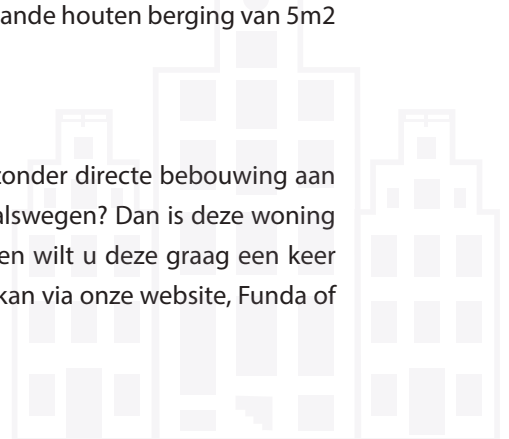 ande houten berging van 5m2
zonder directe bebouwing aan
alswegen? Dan is deze woning
en wilt u deze graag een keer
kan via onze website, Funda of